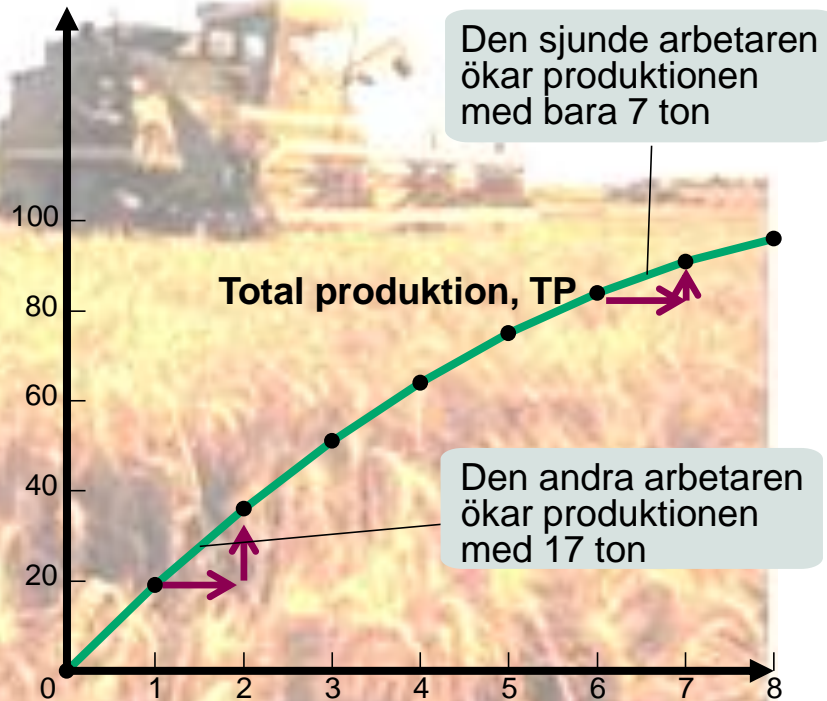 Den sjunde arbetaren
ökar produktionen
med bara 7 ton
100
Total produktion, TP
80
60
40
Den andra arbetaren
ökar produktionen
med 17 ton
20
0 1 2 3 4 5 6 7 8